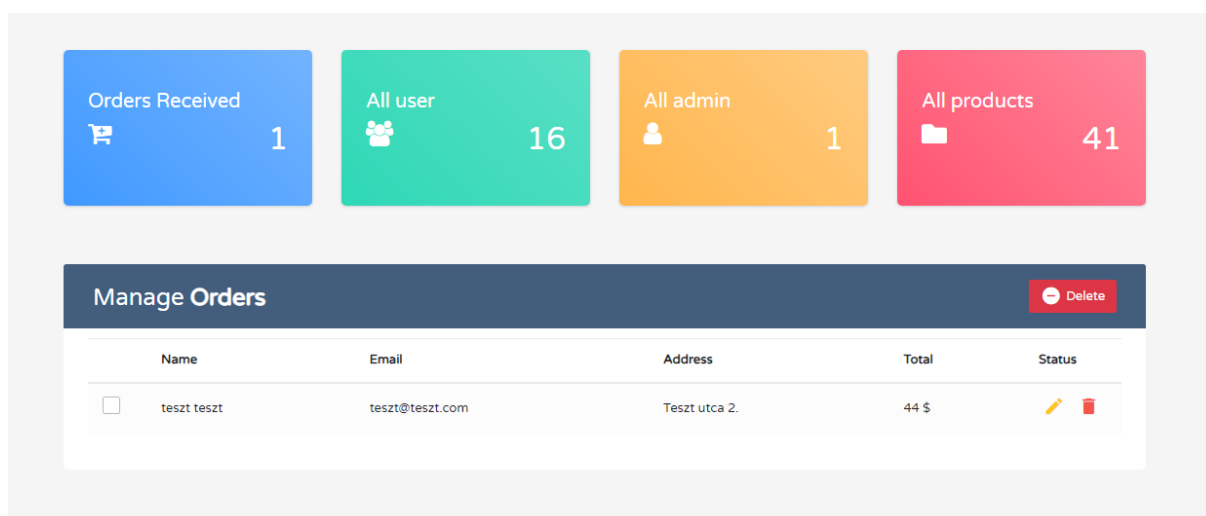 Orders Received
1
All user
16
All admin
1
All products
41
Manage Orders
Delete
Name Email Address Total Status
teszt teszt teszt@teszt.com Teszt utca 2. 44 $